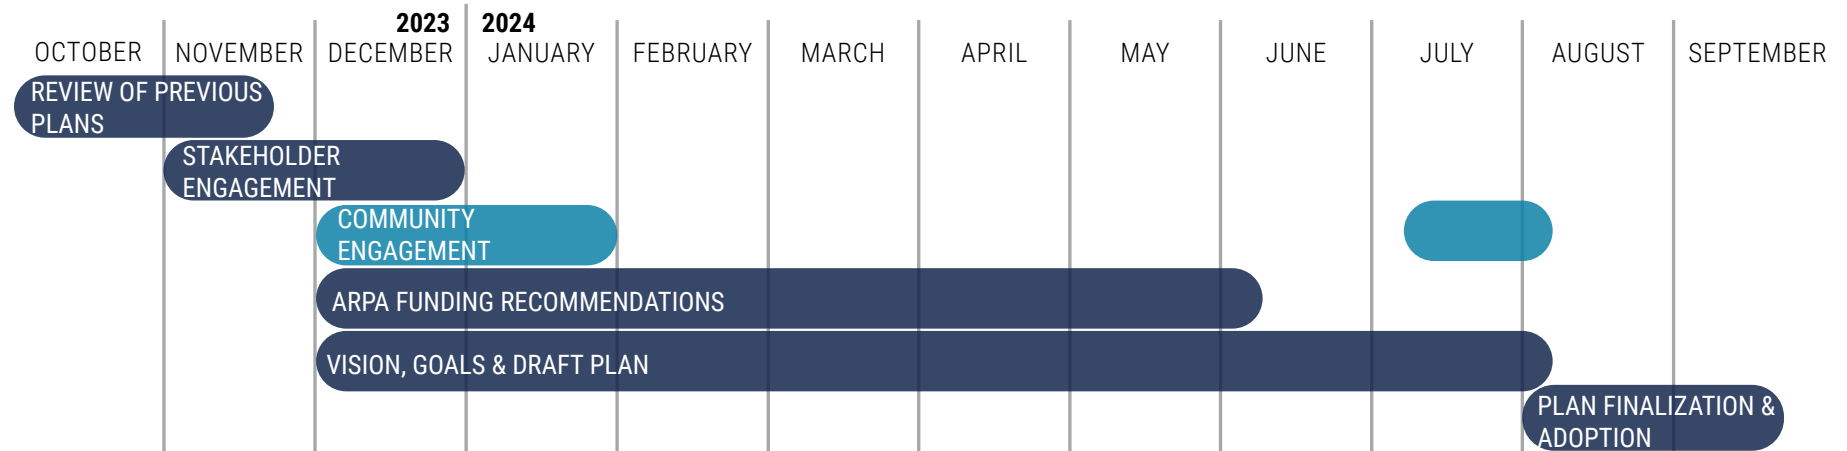 2023 2024
OCTOBER NOVEMBER DECEMBER JANUARY FEBRUARY MARCH APRIL MAY JUNE JULY AUGUST SEPTEMBER
REVIEW OF PREVIOUS
PLANS
STAKEHOLDER
ENGAGEMENT
COMMUNITY
ENGAGEMENT
ARPA FUNDING RECOMMENDATIONS
VISION, GOALS & DRAFT PLAN
PLAN FINALIZATION &
ADOPTION